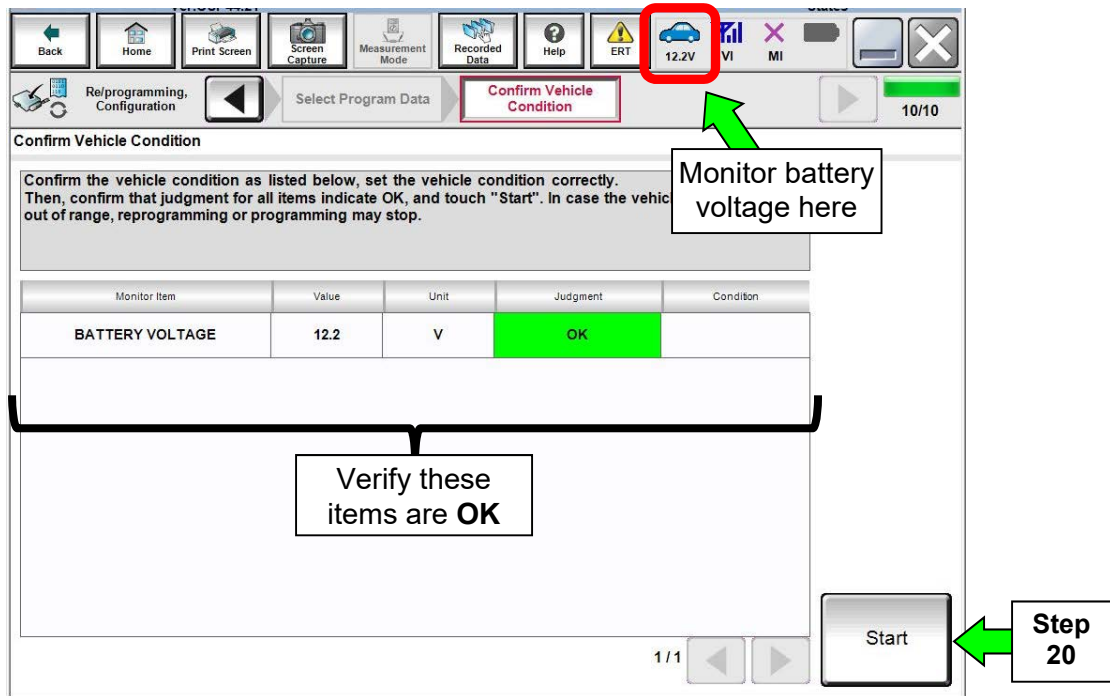 Back
Home
Print Screen
Screen
Capture
Measurement
Mode
Recorded
Data
Help
ERT
12.2V
VI
MI
Re/programming,
Configuration
Select Program Data
Confirm Vehicle
Condition
10/10
Confirm Vehicle Condition
Confirm the vehicle condition as listed below, set the vehicle condition correctly.
Then, confirm that judgment for all items indicate OK, and touch "Start". In case the
out of range, reprogramming or programming may stop.
Monitor battery
voltage here
Monitor Item Value Unit Judgment Condition
BATTERY VOLTAGE 12.2 V OK
Verify these
items are OK
1/1
Start
Step
20